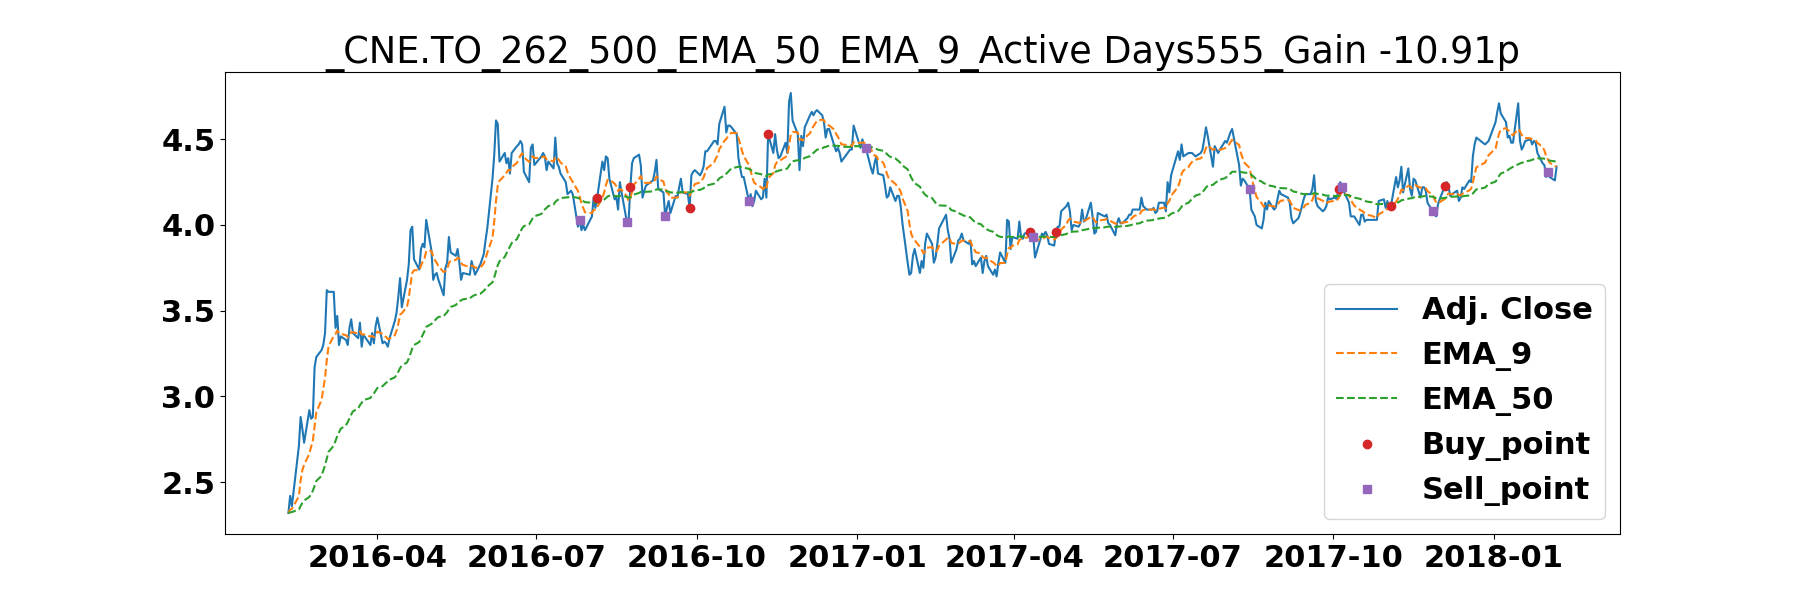 _CNE.TO_262_500_EMA_50_EMA_9_Active Days555_Gain -10.91p
4.5
4.0
3.5
3.0
2.5
2016-04 2016-07 2016-10 2017-01 2017-04 2017-07 2017-10 2018-01
Adj. Close
EMA_9
EMA_50
Buy_point
Sell_point